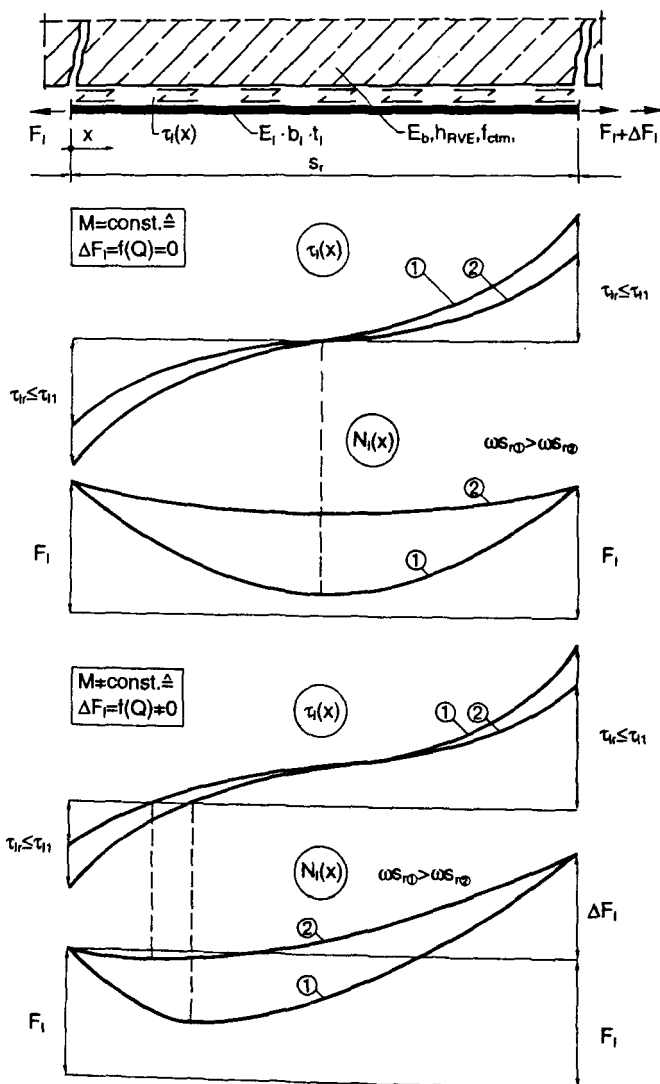 F_l x τ_l(x) E_l · b_l · t_l E_b, h_RVE, f_ctm, F_l+ΔF_l
s_r
M=const.≙
ΔF_l=f(Q)=0
τ_l(x)
① ②
τ_lr≤τ_l1
τ_lr≤τ_l1
N_l(x)
ωs_r①>ωs_r②
②
F_l ① F_l
M≠const.≙
ΔF_l=f(Q)≠0
τ_l(x)
① ②
τ_lr≤τ_l1
τ_lr≤τ_l1
N_l(x) ωs_r①>ωs_r②
ΔF_l
②
①
F_l F_l